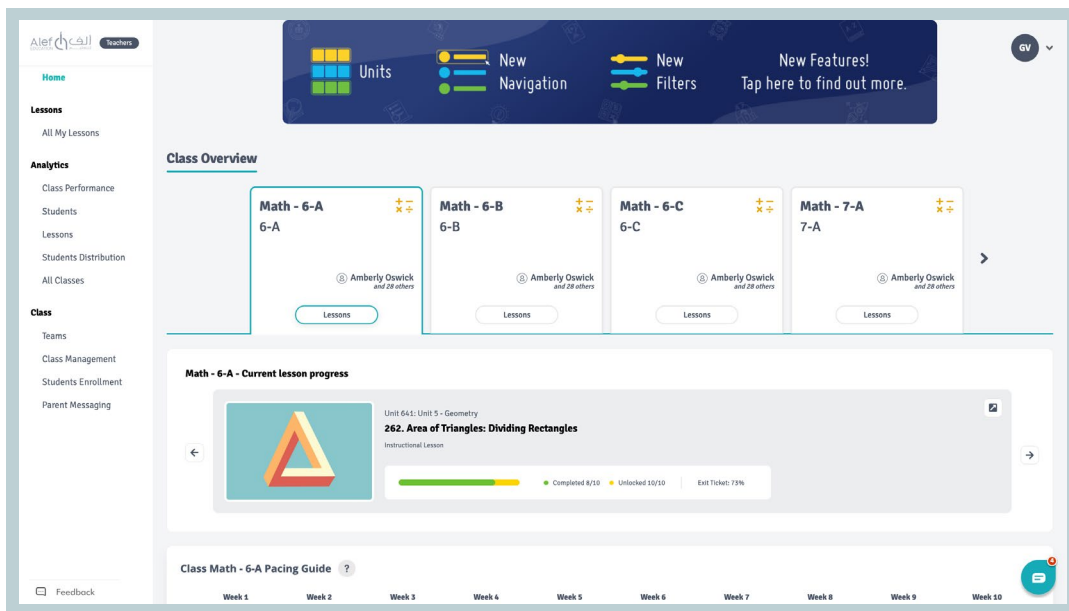 Alef الف
EDUCATION
Teachers
Home
Lessons
All My Lessons
Analytics
Class Performance
Students
Lessons
Students Distribution
All Classes
Class
Teams
Class Management
Students Enrollment
Parent Messaging
Feedback
Units
New
Navigation
New
Filters
New Features!
Tap here to find out more.
GV
Class Overview
Math - 6-A
6-A
Amberly Oswick
and 28 others
Lessons
Math - 6-B
6-B
Amberly Oswick
and 28 others
Lessons
Math - 6-C
6-C
Amberly Oswick
and 28 others
Lessons
Math - 7-A
7-A
Amberly Oswick
and 28 others
Lessons
Math - 6-A - Current lesson progress
Unit 641: Unit 5 - Geometry
262. Area of Triangles: Dividing Rectangles
Instructional Lesson
Completed 8/10 Unlocked 10/10 Exit Ticket: 73%
Class Math - 6-A Pacing Guide ?
Week 1 Week 2 Week 3 Week 4 Week 5 Week 6 Week 7 Week 8 Week 9 Week 10
4